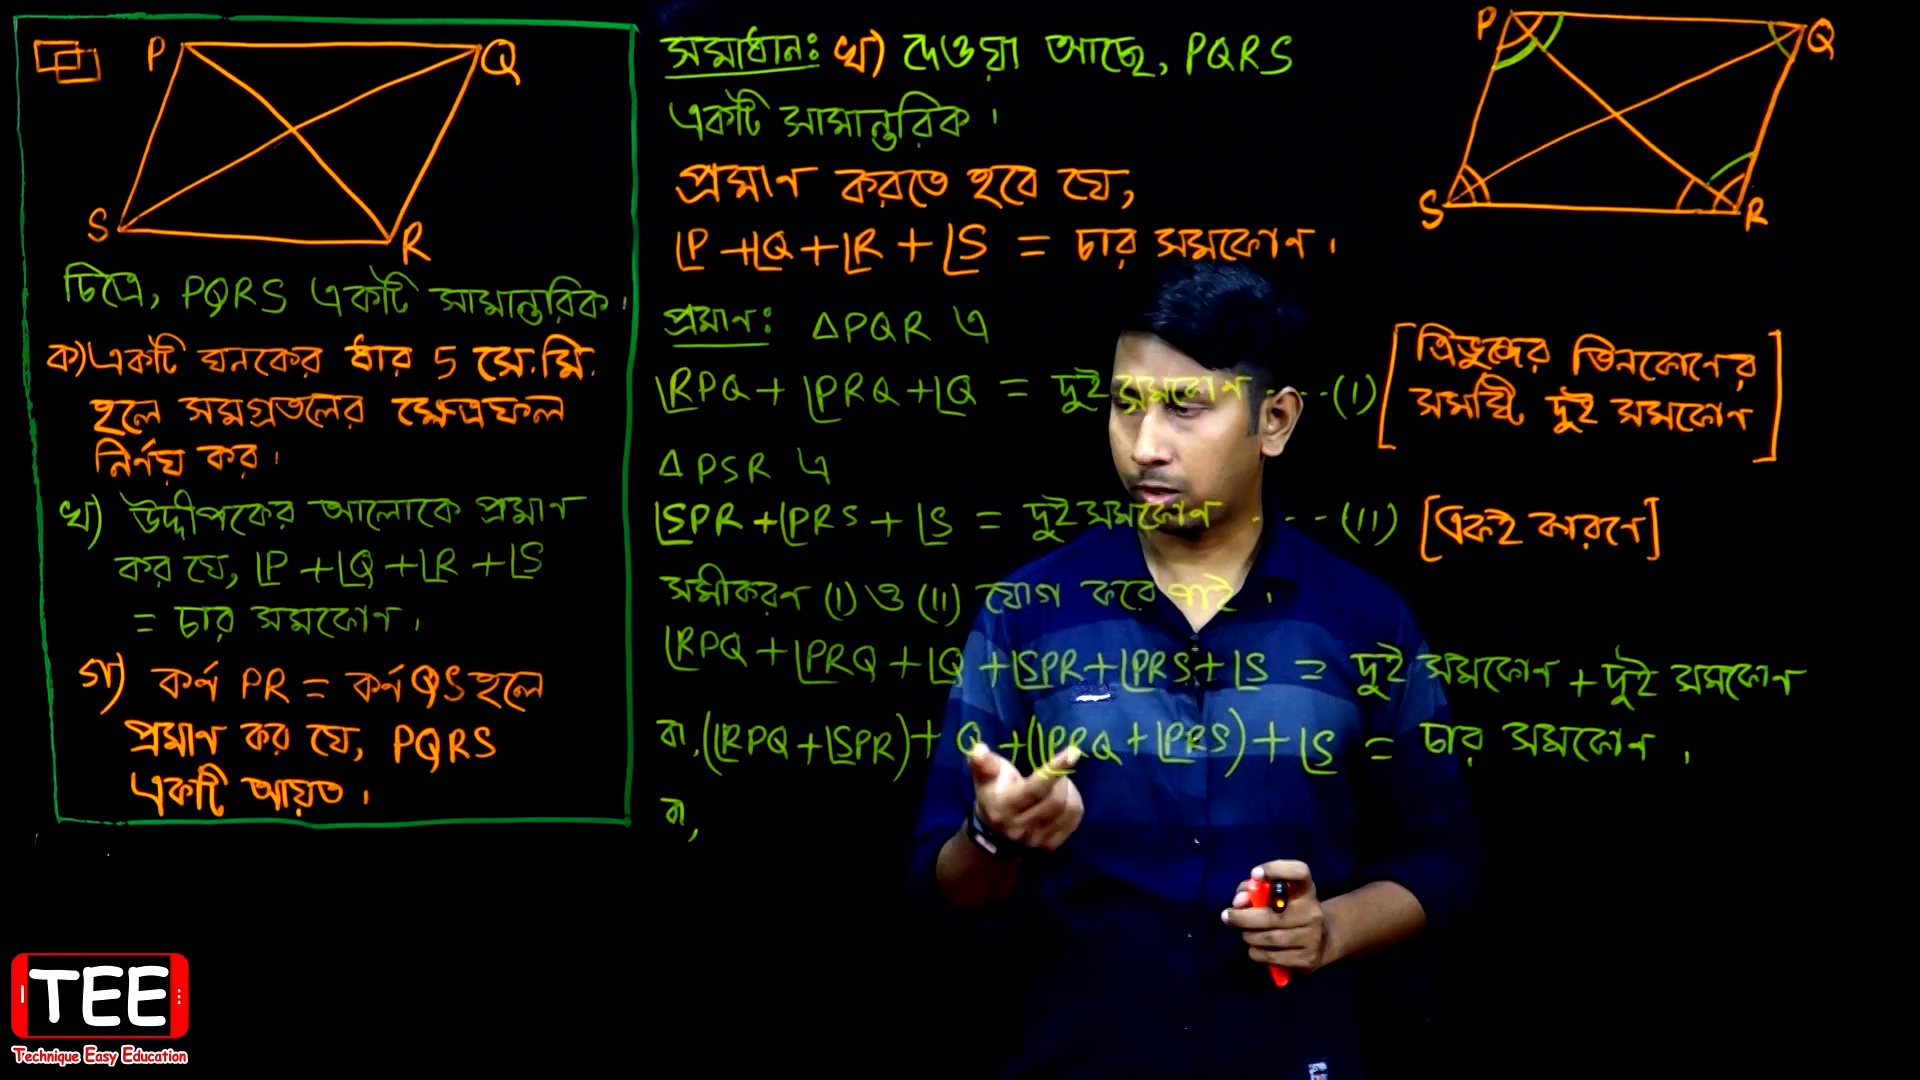 P
Q
S
R
চিত্রে, PQRS একটি সামান্তরিক।
ক) একটি ঘনকের ধার 5 সে.মি.
হলে সমগ্রতলের ক্ষেত্রফল
নির্ণয় কর।
খ) উদ্দীপকের আলোকে প্রমাণ
কর যে, ∠P + ∠Q + ∠R + ∠S
= চার সমকোণ।
গ) কর্ণ PR = কর্ণ QS হলে
প্রমাণ কর যে, PQRS
একটি আয়ত।
সমাধান: খ) দেওয়া আছে, PQRS
একটি সামান্তরিক।
প্রমাণ করতে হবে যে,
∠P + ∠Q + ∠R + ∠S = চার সমকোণ।
P
Q
S
R
প্রমাণ: ΔPQR এ
∠RPQ + ∠PRQ + ∠Q = দুই সমকোণ ----(I) [ত্রিভুজের তিনকোণের
সমষ্টি দুই সমকোণ]
ΔPSR এ
∠SPR + ∠PRS + ∠S = দুই সমকোণ ----(II) [একই কারণে]
সমীকরণ (I) ও (II) যোগ করে পাই।
∠RPQ + ∠PRQ + ∠Q + ∠SPR + ∠PRS + ∠S = দুই সমকোণ + দুই সমকোণ
বা, (∠RPQ + ∠SPR) + Q + (∠PRQ + ∠PRS) + ∠S = চার সমকোণ।
বা,
TEE
Technique Easy Education